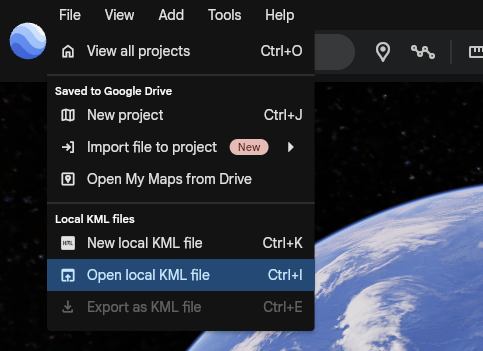 File View Add Tools Help
View all projects Ctrl+O
Saved to Google Drive
New project Ctrl+J
Import file to project New
Open My Maps from Drive
Local KML files
KML New local KML file Ctrl+K
Open local KML file Ctrl+I
Export as KML file Ctrl+E